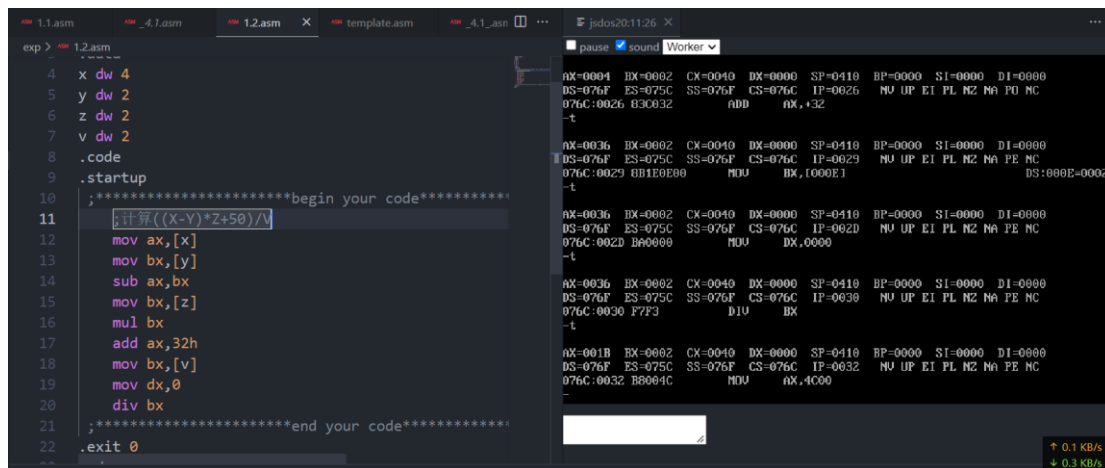 1.1.asm _4.1.asm 1.2.asm × template.asm _4.1_.asn ···
exp > 1.2.asm
4 x dw 4
5 y dw 2
6 z dw 2
7 v dw 2
8 .code
9 .startup
10 ;***********************begin your code***********
11 ;计算((X-Y)*Z+50)/V
12 mov ax,[x]
13 mov bx,[y]
14 sub ax,bx
15 mov bx,[z]
16 mul bx
17 add ax,32h
18 mov bx,[v]
19 mov dx,0
20 div bx
21 ;***********************end your code*************
22 .exit 0
jsdos20:11:26 × ···
pause sound Worker
AX=0004 BX=0002 CX=0040 DX=0000 SP=0410 BP=0000 SI=0000 DI=0000
DS=076F ES=075C SS=076F CS=076C IP=0026 NV UP EI PL NZ NA PO NC
076C:0026 83C032 ADD AX,+32
-t
AX=0036 BX=0002 CX=0040 DX=0000 SP=0410 BP=0000 SI=0000 DI=0000
DS=076F ES=075C SS=076F CS=076C IP=0029 NV UP EI PL NZ NA PE NC
076C:0029 8B1E0E00 MOV BX,[000E] DS:000E=0002
-t
AX=0036 BX=0002 CX=0040 DX=0000 SP=0410 BP=0000 SI=0000 DI=0000
DS=076F ES=075C SS=076F CS=076C IP=002D NV UP EI PL NZ NA PE NC
076C:002D BA0000 MOV DX,0000
-t
AX=0036 BX=0002 CX=0040 DX=0000 SP=0410 BP=0000 SI=0000 DI=0000
DS=076F ES=075C SS=076F CS=076C IP=0030 NV UP EI PL NZ NA PE NC
076C:0030 F7F3 DIV BX
-t
AX=001B BX=0002 CX=0040 DX=0000 SP=0410 BP=0000 SI=0000 DI=0000
DS=076F ES=075C SS=076F CS=076C IP=0032 NV UP EI PL NZ NA PE NC
076C:0032 B8004C MOV AX,4C00
-
↑ 0.1 KB/s
↓ 0.3 KB/s